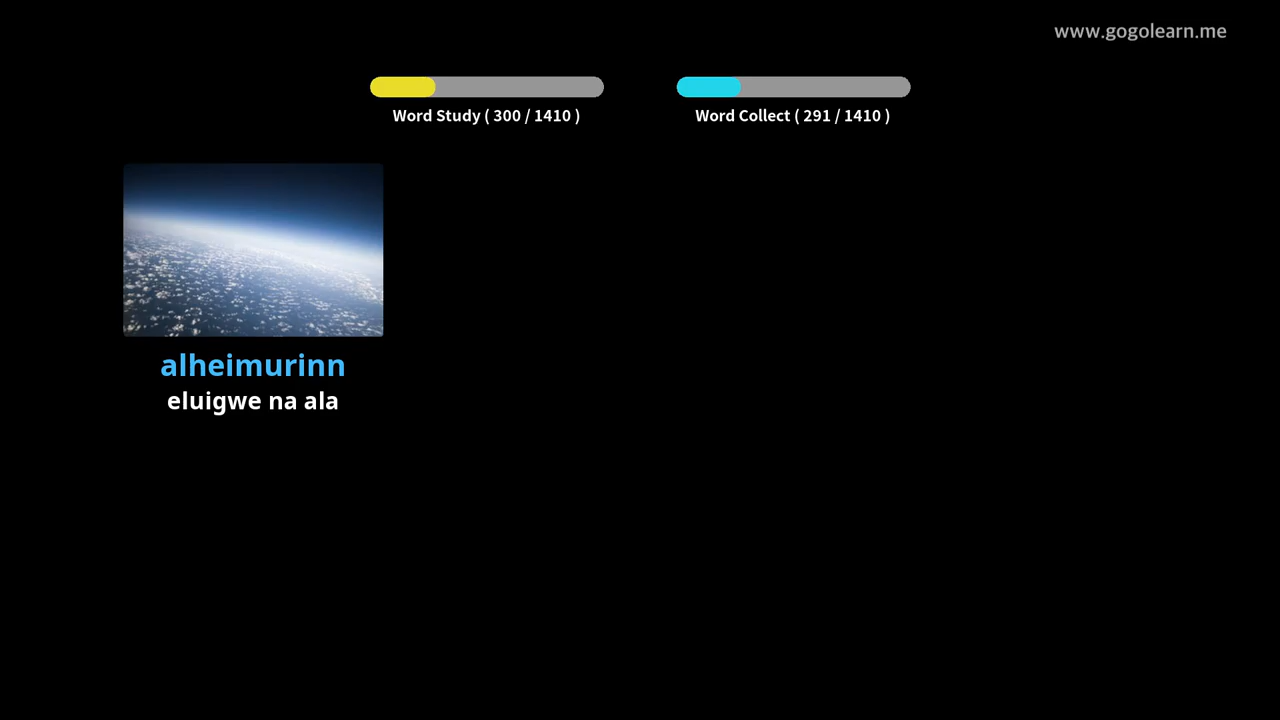 www.gogolearn.me
Word Study ( 300 / 1410 )
Word Collect ( 291 / 1410 )
alheimurinn
eluigwe na ala